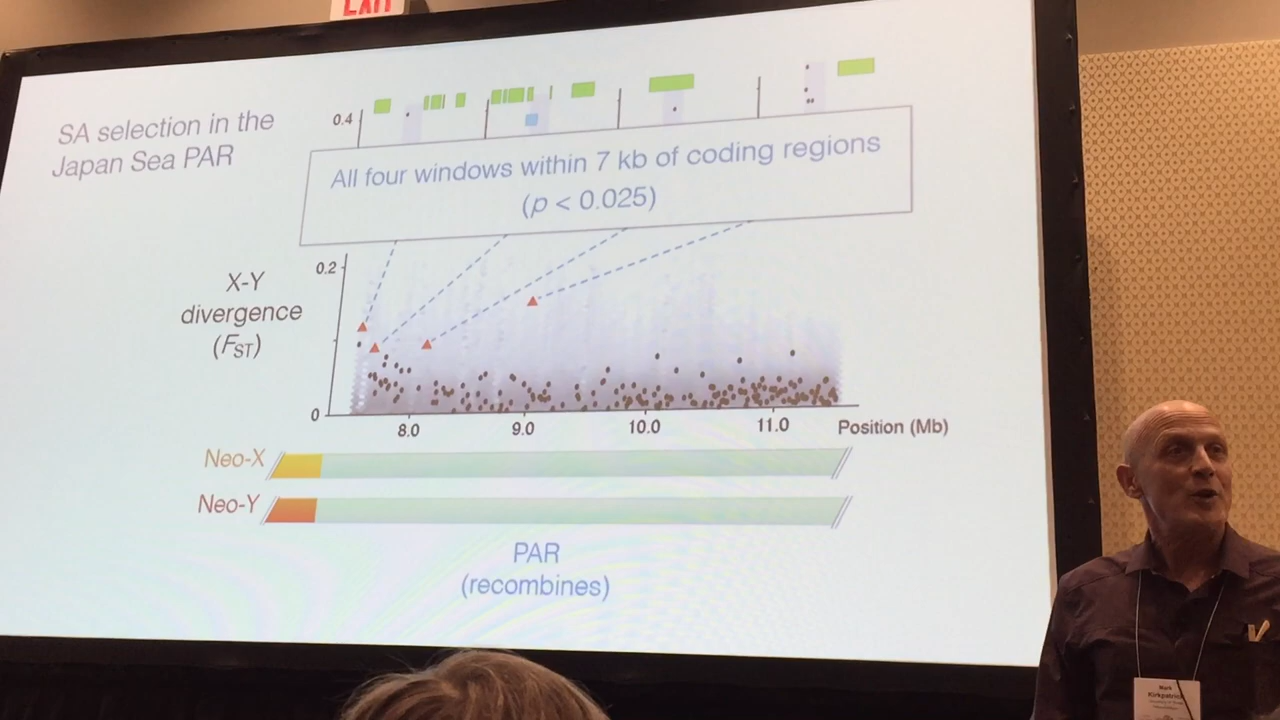 EXIT
SA selection in the
Japan Sea PAR
0.4
All four windows within 7 kb of coding regions
(p < 0.025)
0.2
X-Y
divergence
(FST)
0
8.0 9.0 10.0 11.0 Position (Mb)
Neo-X
Neo-Y
PAR
(recombines)
Mark
Kirkpatrick